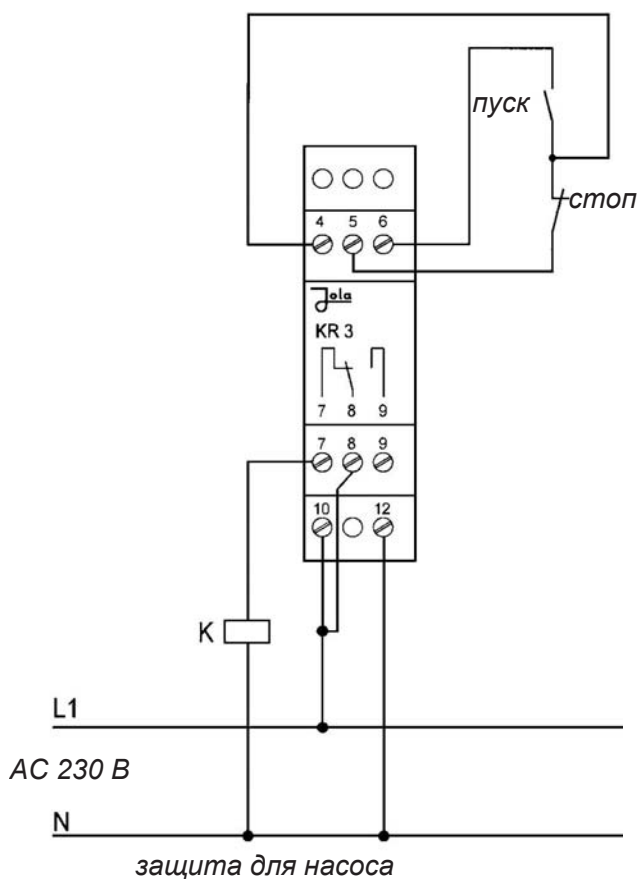 пуск
стоп
4 5 6
Jola
KR 3
7 8 9
7 8 9
10 12
K
L1
AC 230 В
N
защита для насоса